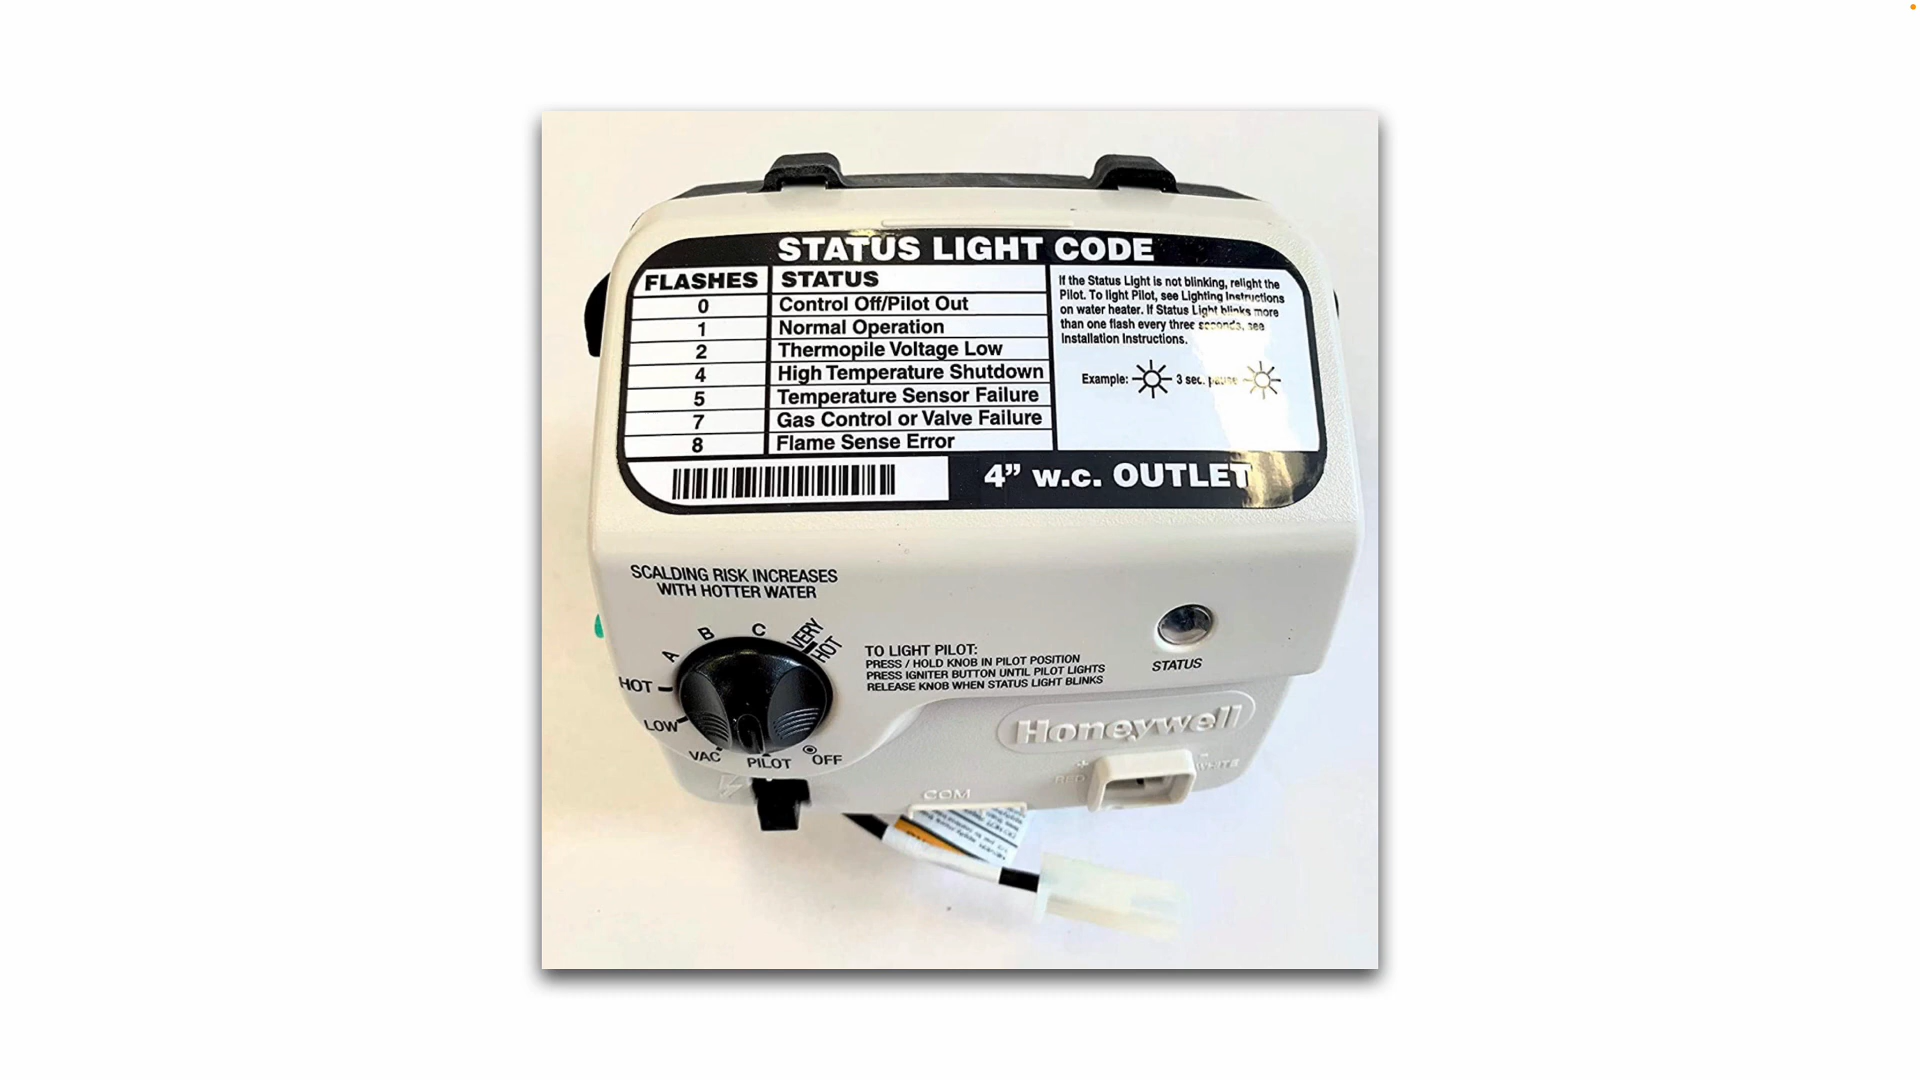 STATUS LIGHT CODE
FLASHES STATUS
0 Control Off/Pilot Out
1 Normal Operation
2 Thermopile Voltage Low
4 High Temperature Shutdown
5 Temperature Sensor Failure
7 Gas Control or Valve Failure
8 Flame Sense Error
If the Status Light is not blinking, relight the
Pilot. To light Pilot, see Lighting Instructions
on water heater. If Status Light blinks more
than one flash every three seconds, see
Installation Instructions.
Example: 3 sec. pause
4” w.c. OUTLET
SCALDING RISK INCREASES
WITH HOTTER WATER
VERY
HOT
C
B
A
HOT
LOW
VAC
PILOT
OFF
TO LIGHT PILOT:
PRESS / HOLD KNOB IN PILOT POSITION
PRESS IGNITER BUTTON UNTIL PILOT LIGHTS
RELEASE KNOB WHEN STATUS LIGHT BLINKS
STATUS
Honeywell
+ -
RED WHITE
COM